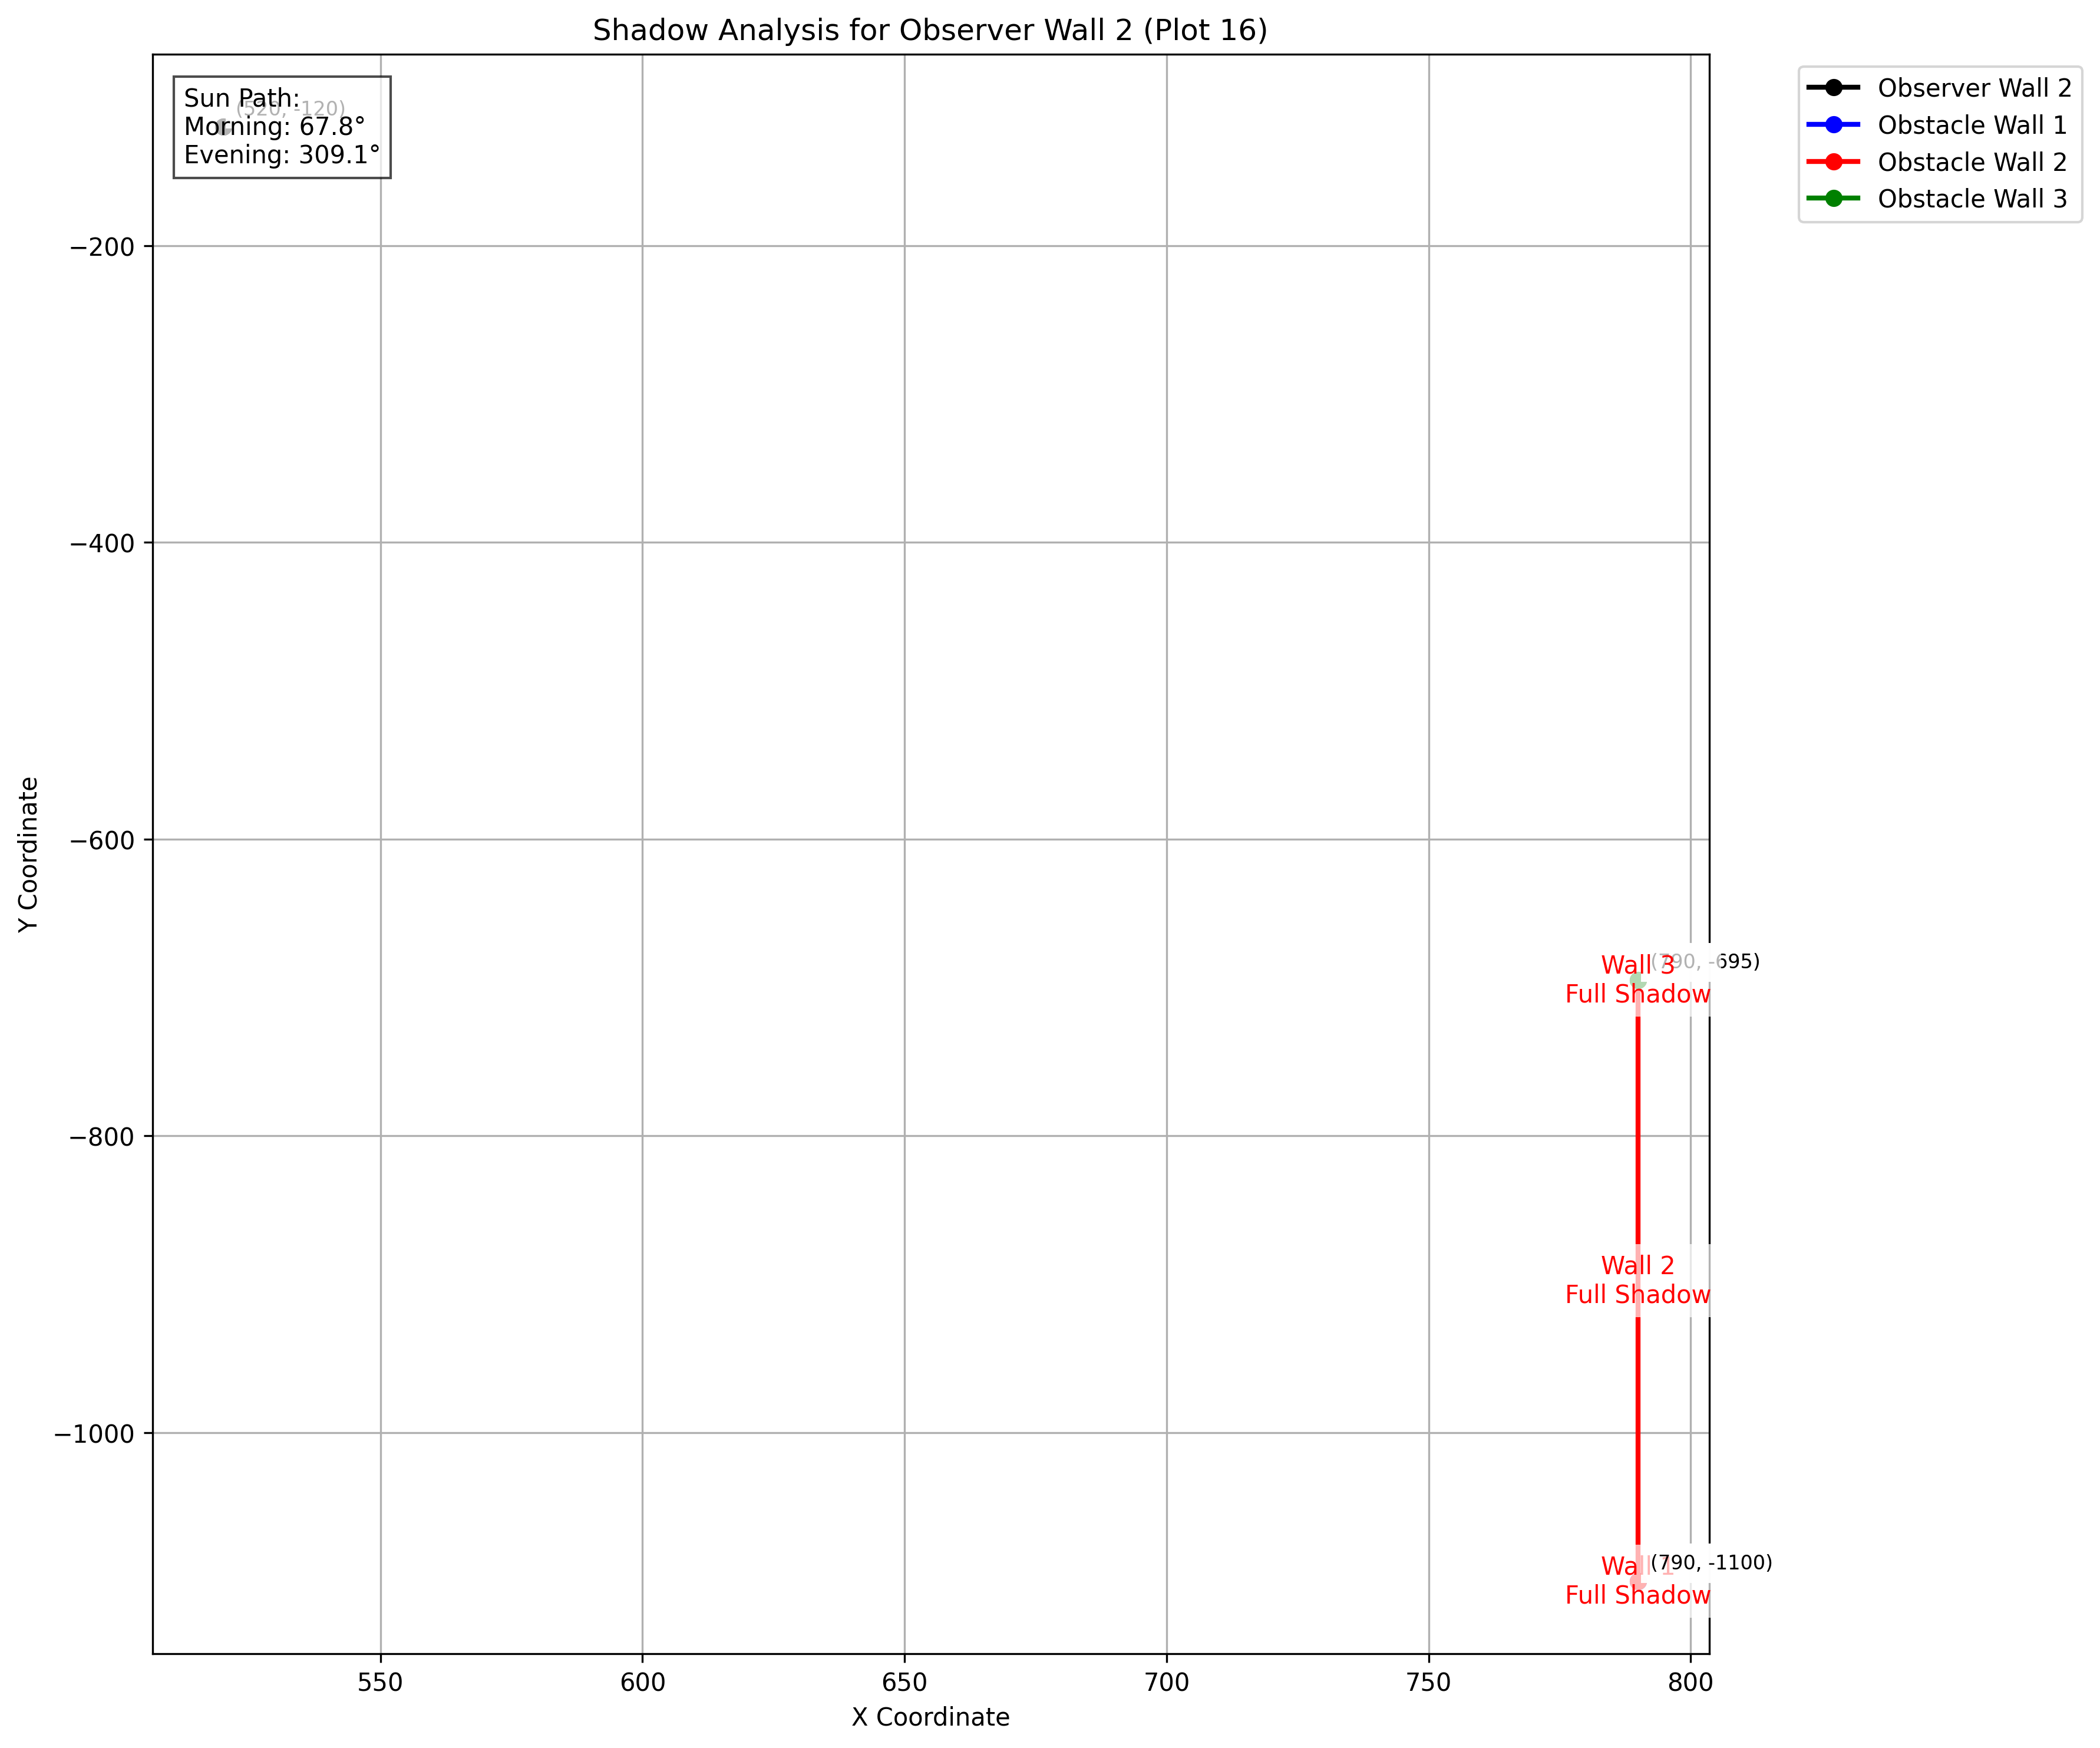 Shadow Analysis for Observer Wall 2 (Plot 16)
Sun Path:
(520, -120)
Morning: 67.8°
Evening: 309.1°
Observer Wall 2
Obstacle Wall 1
Obstacle Wall 2
Obstacle Wall 3
−200
−400
−600
−800
−1000
Y Coordinate
Wall 3
(790, -695)
Full Shadow
Wall 2
Full Shadow
Wall 1
(790, -1100)
Full Shadow
550
600
650
700
750
800
X Coordinate